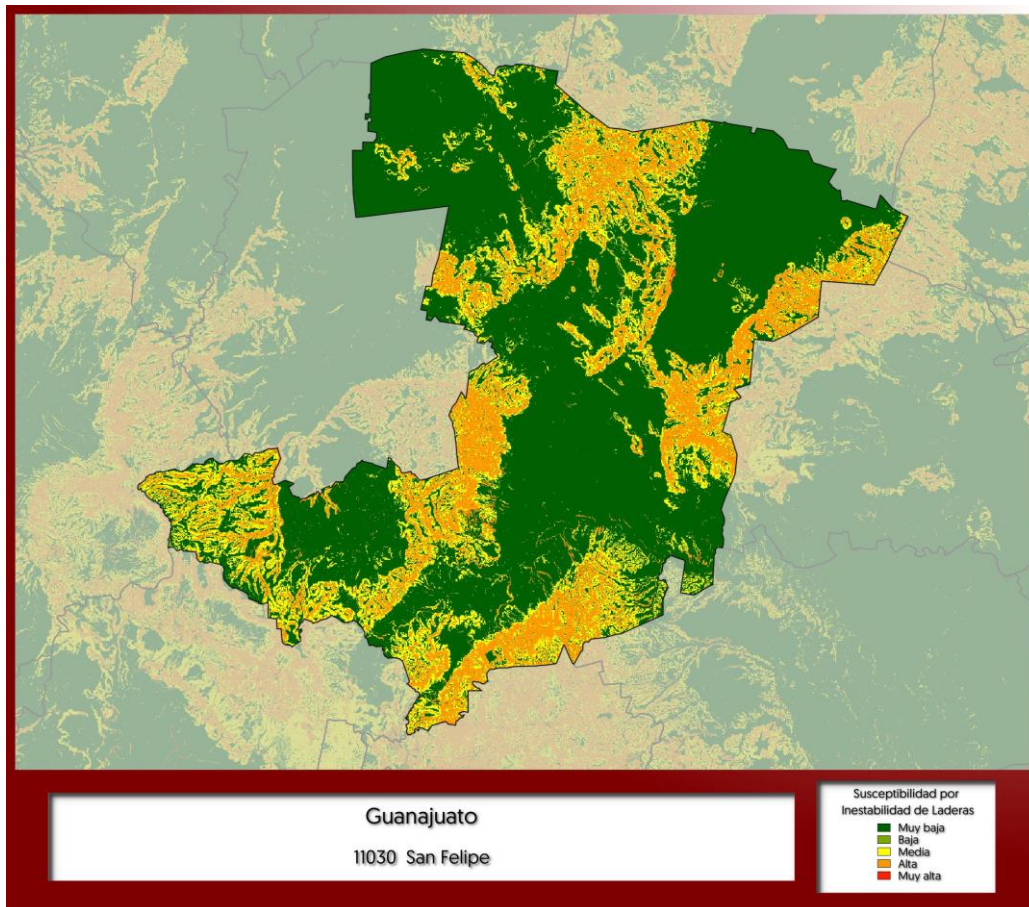 Guanajuato
11030 San Felipe
Susceptibilidad por
Inestabilidad de Laderas
Muy baja
Baja
Media
Alta
Muy alta